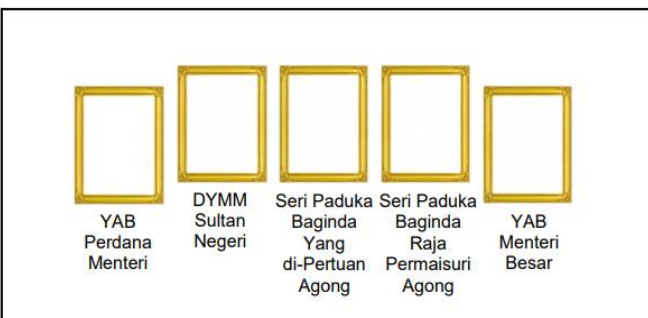 YAB
Perdana
Menteri
DYMM
Sultan
Negeri
Seri Paduka
Baginda
Yang
di-Pertuan
Agong
Seri Paduka
Baginda
Raja
Permaisuri
Agong
YAB
Menteri
Besar